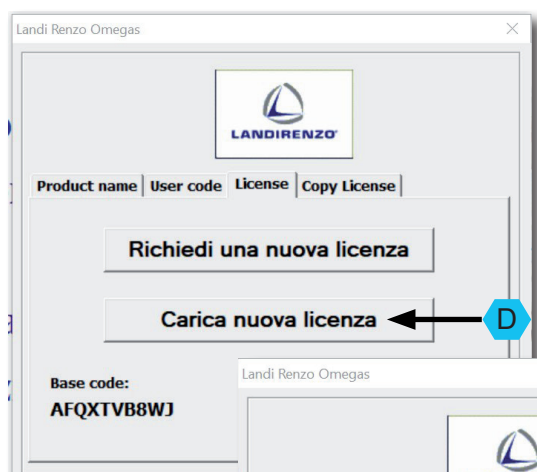 Landi Renzo Omegas
LANDIRENZO
Product name User code License Copy License
Richiedi una nuova licenza
Carica nuova licenza
D
Base code:
AFQXTVB8WJ
Landi Renzo Omegas